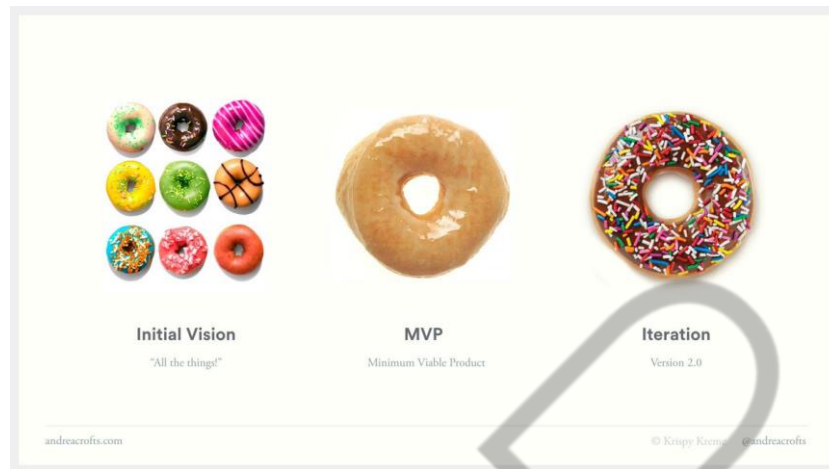 Initial Vision
"All the things!"
MVP
Minimum Viable Product
Iteration
Version 2.0
andreacrofts.com
© Krispy Kreme
@andreacrofts